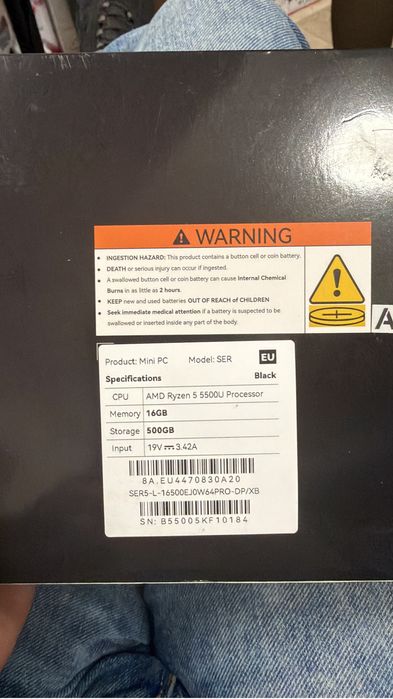 WARNING
• INGESTION HAZARD: This product contains a button cell or coin battery.
• DEATH or serious injury can occur if ingested.
• A swallowed button cell or coin battery can cause Internal Chemical
Burns in as little as 2 hours.
• KEEP new and used batteries OUT OF REACH of CHILDREN
• Seek immediate medical attention if a battery is suspected to be
swallowed or inserted inside any part of the body.
A
Product: Mini PC Model: SER EU
Specifications Black
CPU AMD Ryzen 5 5500U Processor
Memory 16GB
Storage 500GB
Input 19V⎓3.42A
8A.EU4470830A20
SER5-L-16500EJ0W64PRO-DP/XB
SN: B55005KF10184